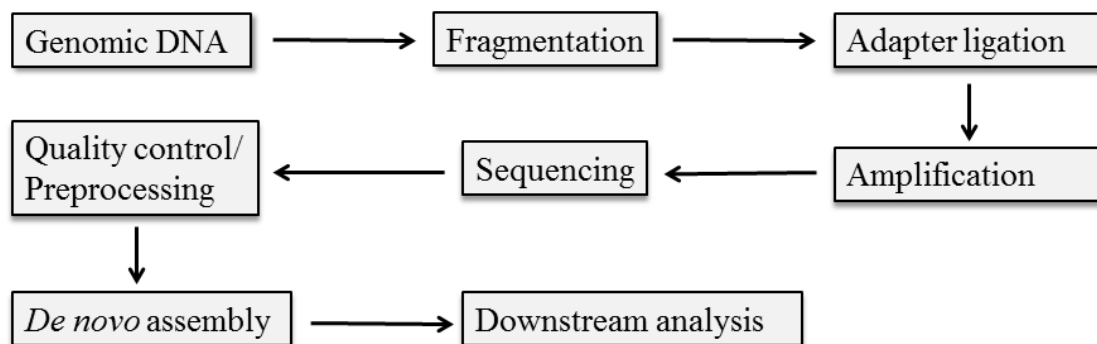 Genomic DNA
Fragmentation
Adapter ligation
Amplification
Sequencing
Quality control/
Preprocessing
De novo assembly
Downstream analysis